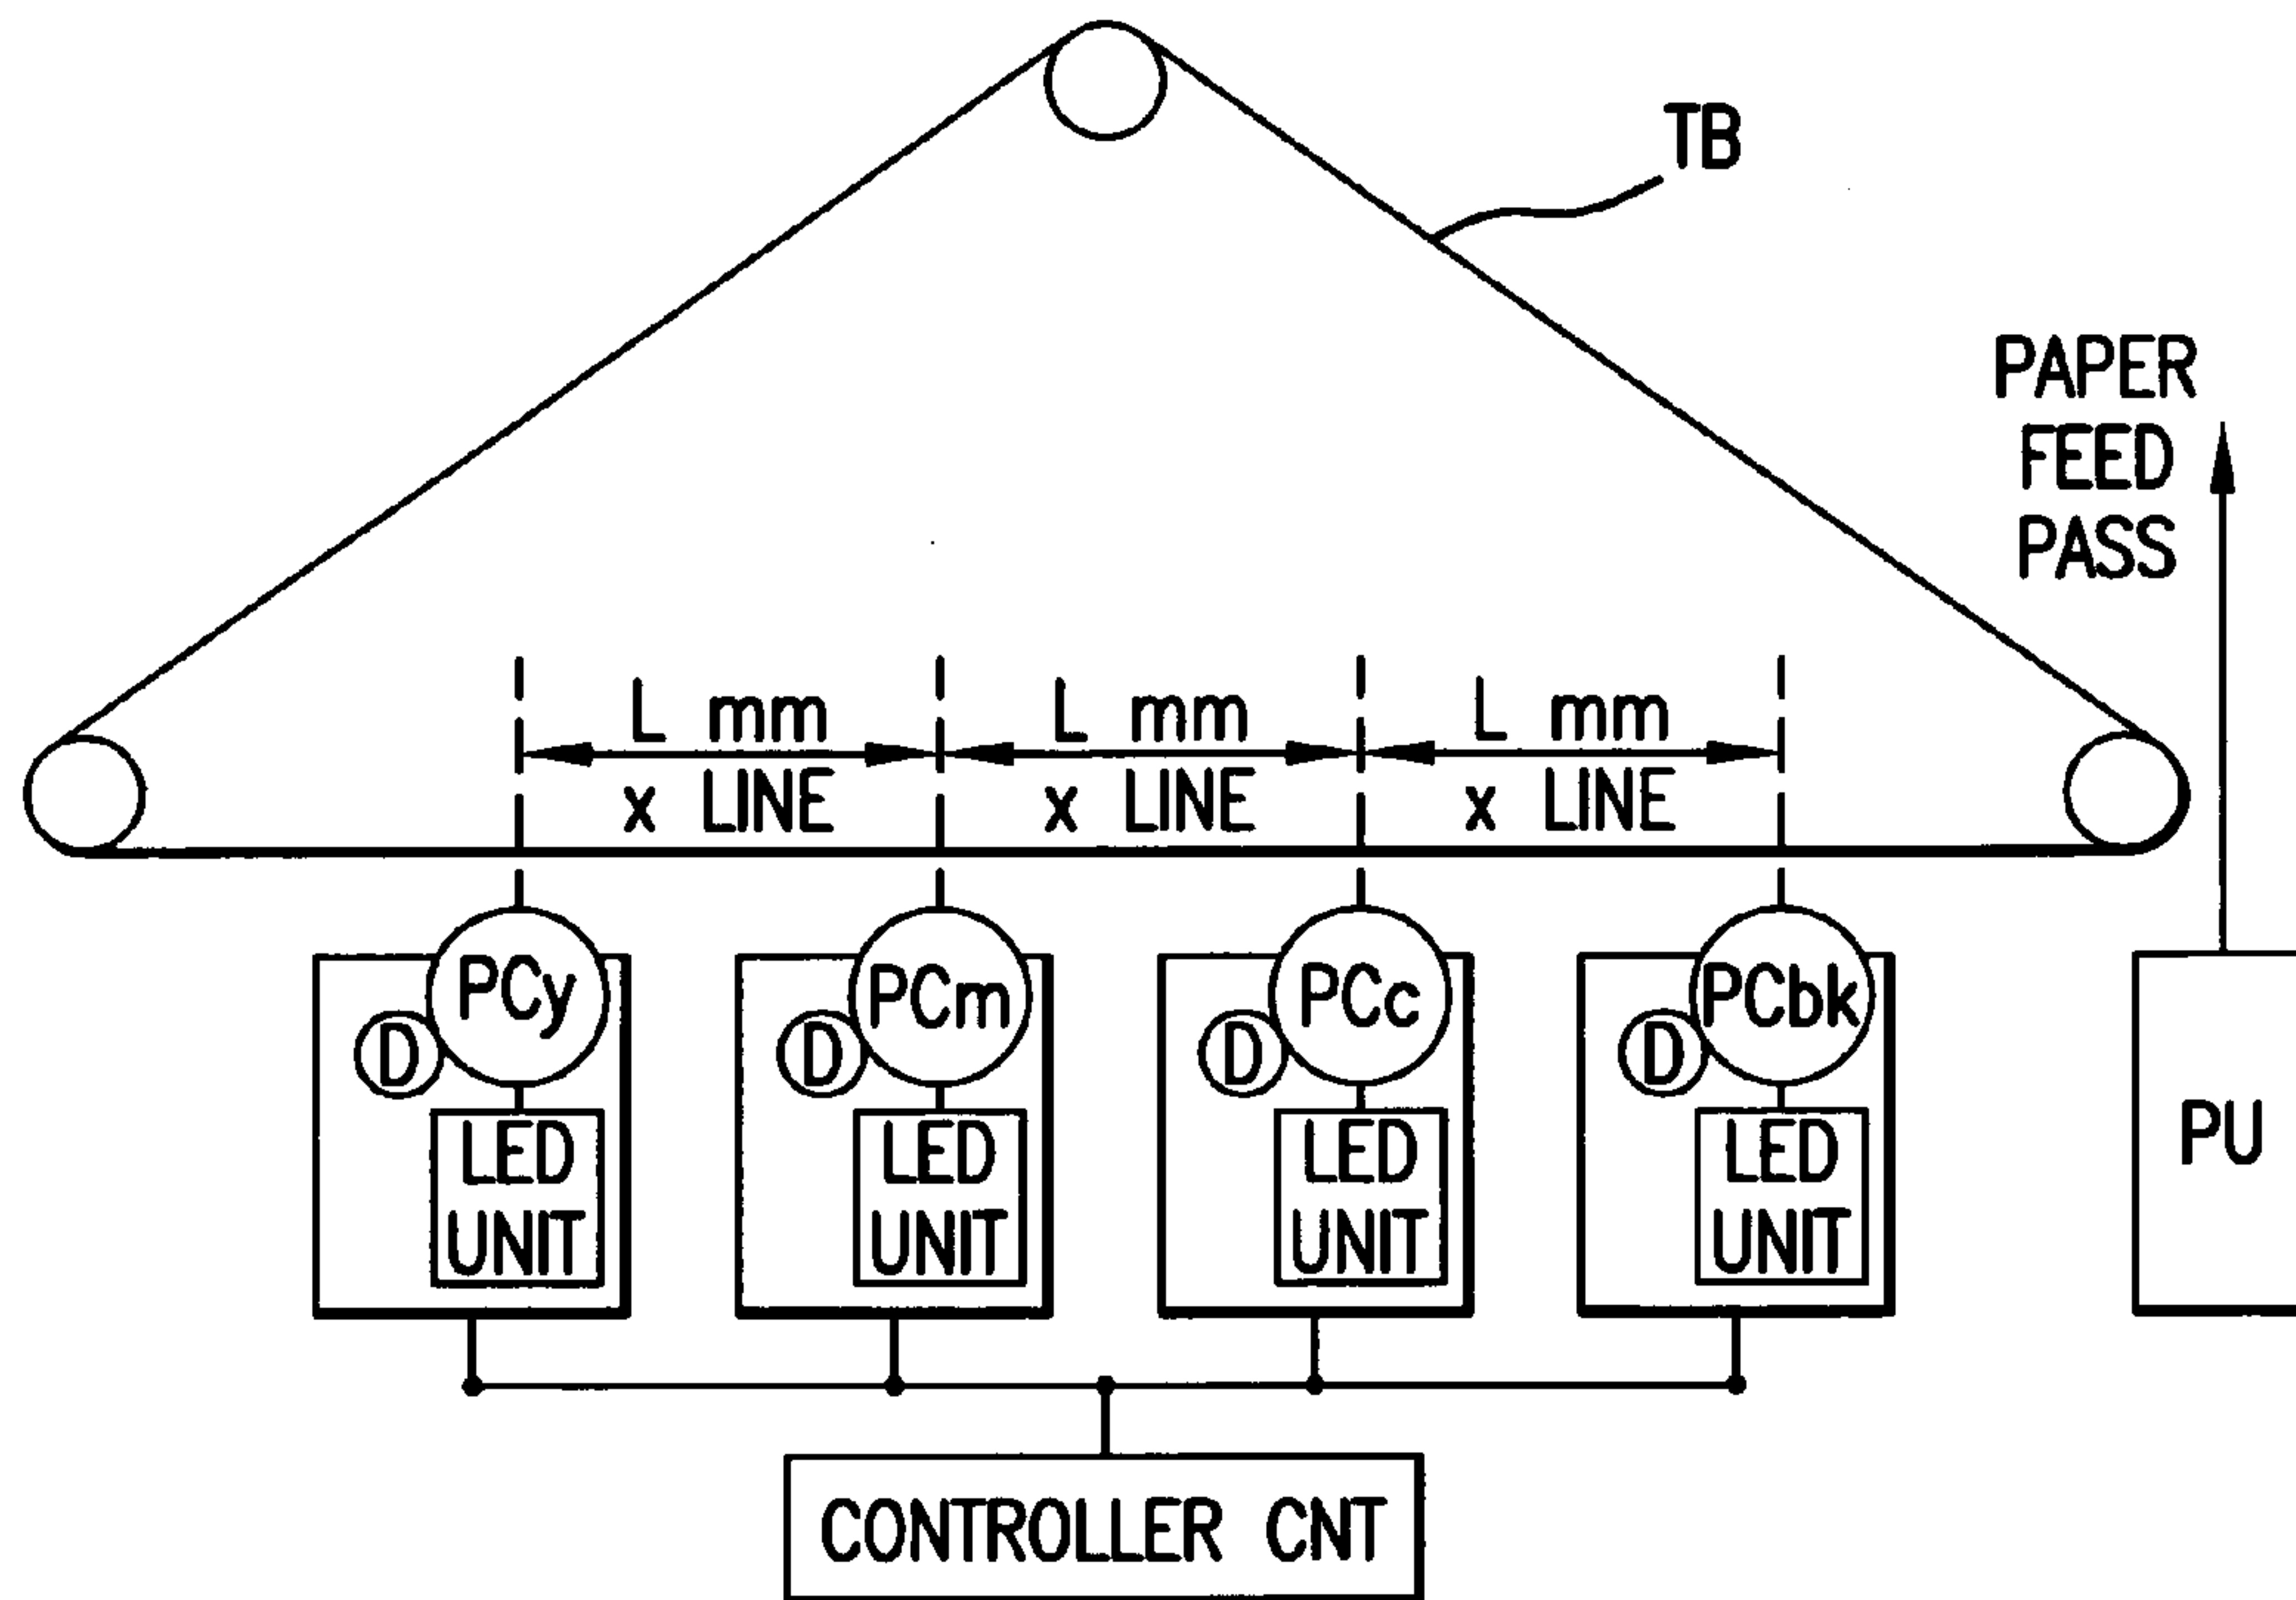 TB
PAPER
FEED
PASS
L mm
x LINE
L mm
x LINE
L mm
x LINE
PCy
D
LED
UNIT
PCm
D
LED
UNIT
PCc
D
LED
UNIT
PCbk
D
LED
UNIT
PU
CONTROLLER CNT